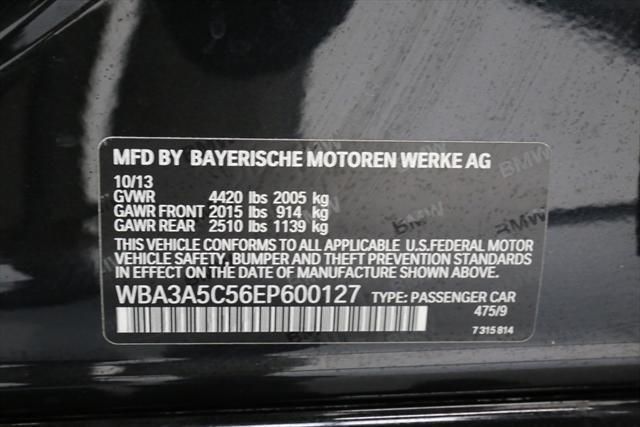 MFD BY BAYERISCHE MOTOREN WERKE AG
10/13
GVWR 4420 lbs 2005 kg
GAWR FRONT 2015 lbs 914 kg
GAWR REAR 2510 lbs 1139 kg
THIS VEHICLE CONFORMS TO ALL APPLICABLE U.S.FEDERAL MOTOR
VEHICLE SAFETY, BUMPER AND THEFT PREVENTION STANDARDS
IN EFFECT ON THE DATE OF MANUFACTURE SHOWN ABOVE.
WBA3A5C56EP600127 TYPE: PASSENGER CAR
475/9
7 315 814
BMW
BMW
BMW